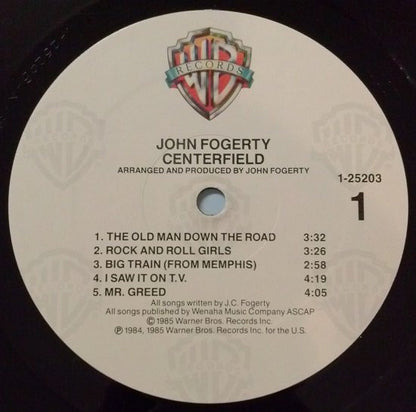 WB
RECORDS
JOHN FOGERTY
CENTERFIELD
ARRANGED AND PRODUCED BY JOHN FOGERTY
1-25203
1
1. THE OLD MAN DOWN THE ROAD 3:32
2. ROCK AND ROLL GIRLS 3:26
3. BIG TRAIN (FROM MEMPHIS) 2:58
4. I SAW IT ON T.V. 4:19
5. MR. GREED 4:05
All songs written by J.C. Fogerty
All songs published by Wenaha Music Company ASCAP
©1985 Warner Bros. Records Inc.
℗ 1984, 1985 Warner Bros. Records Inc. for the U.S.